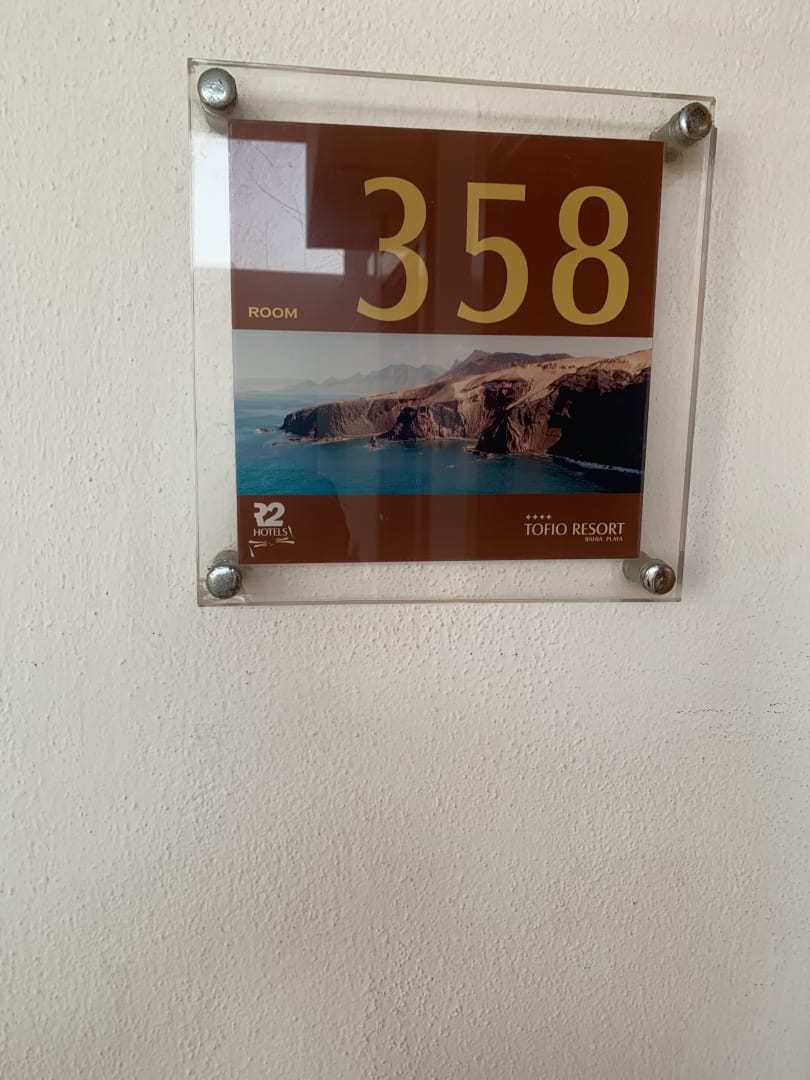 358
ROOM
R2
HOTELS
TOFIO RESORT
BAHIA PLAYA